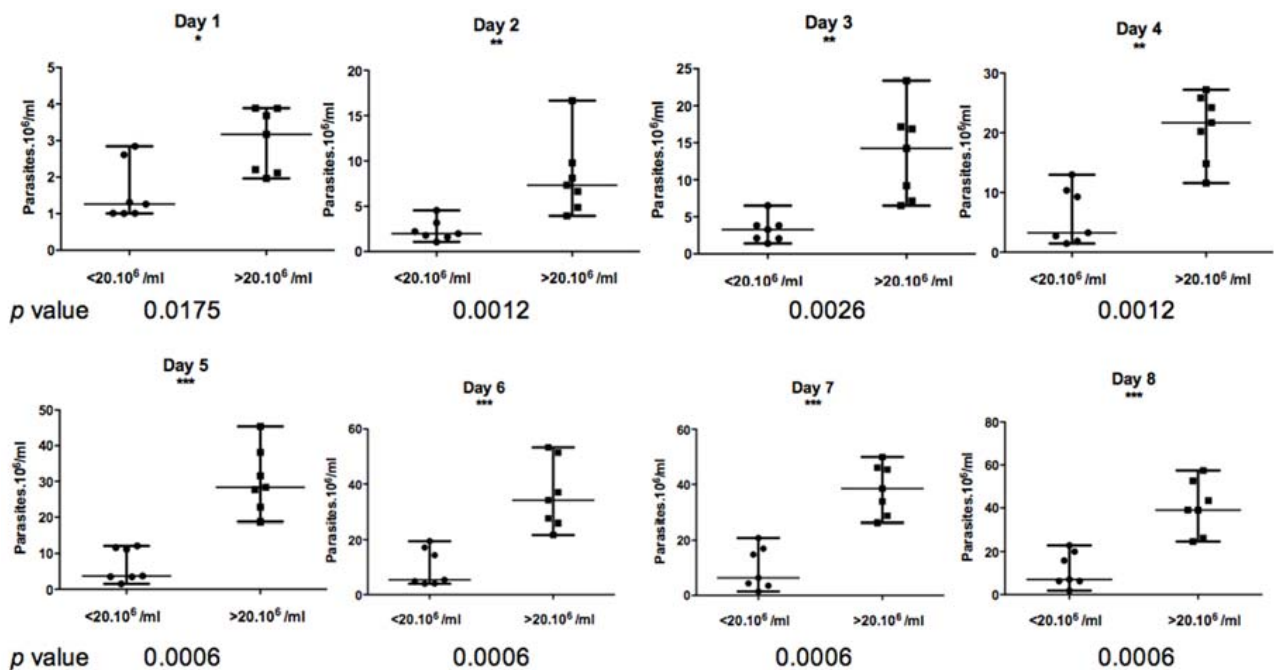 Day 1
*
Parasites.10⁶/ml
5
4
3
2
1
0
<20.10⁶/ml
>20.10⁶/ml
Day 2
**
Parasites.10⁶/ml
20
15
10
5
0
<20.10⁶/ml
>20.10⁶/ml
Day 3
**
Parasites.10⁶/ml
25
20
15
10
5
0
<20.10⁶/ml
>20.10⁶/ml
Day 4
**
Parasites.10⁶/ml
30
20
10
0
<20.10⁶/ml
>20.10⁶/ml
p value 0.0175 0.0012 0.0026 0.0012
Day 5
***
Parasites.10⁶/ml
50
40
30
20
10
0
<20.10⁶/ml
>20.10⁶/ml
Day 6
***
Parasites.10⁶/ml
60
40
20
0
<20.10⁶/ml
>20.10⁶/ml
Day 7
***
Parasites.10⁶/ml
60
40
20
0
<20.10⁶/ml
>20.10⁶/ml
Day 8
***
Parasites.10⁶/ml
80
60
40
20
0
<20.10⁶/ml
>20.10⁶/ml
p value 0.0006 0.0006 0.0006 0.0006